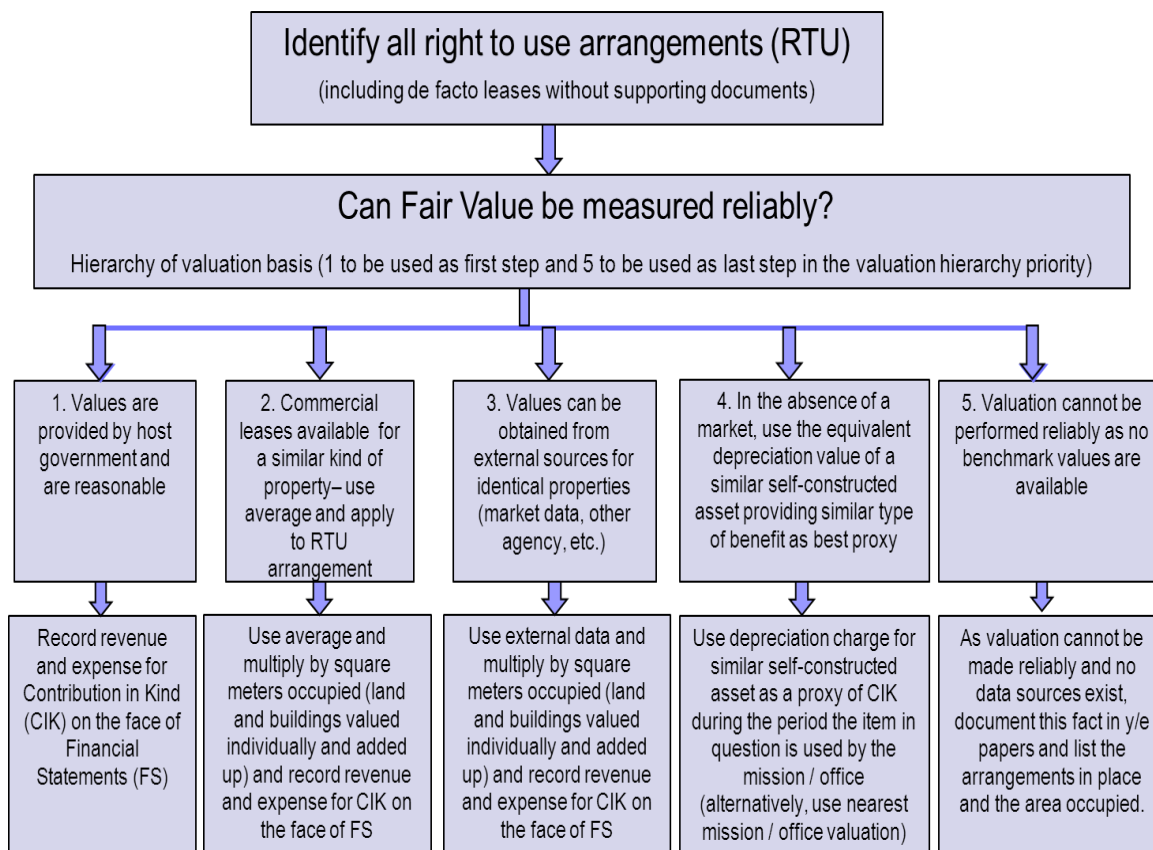 Identify all right to use arrangements (RTU)
(including de facto leases without supporting documents)
Can Fair Value be measured reliably?
Hierarchy of valuation basis (1 to be used as first step and 5 to be used as last step in the valuation hierarchy priority)
1. Values are
provided by host
government and
are reasonable
2. Commercial
leases available for
a similar kind of
property– use
average and apply
to RTU
arrangement
3. Values can be
obtained from
external sources for
identical properties
(market data, other
agency, etc.)
4. In the absence of a
market, use the equivalent
depreciation value of a
similar self-constructed
asset providing similar type
of benefit as best proxy
5. Valuation cannot be
performed reliably as no
benchmark values are
available
Record revenue
and expense for
Contribution in Kind
(CIK) on the face of
Financial
Statements (FS)
Use average and
multiply by square
meters occupied (land
and buildings valued
individually and added
up) and record revenue
and expense for CIK on
the face of FS
Use external data and
multiply by square
meters occupied (land
and buildings valued
individually and added
up) and record revenue
and expense for CIK on
the face of FS
Use depreciation charge for
similar self-constructed
asset as a proxy of CIK
during the period the item in
question is used by the
mission / office
(alternatively, use nearest
mission / office valuation)
As valuation cannot be
made reliably and no
data sources exist,
document this fact in y/e
papers and list the
arrangements in place
and the area occupied.